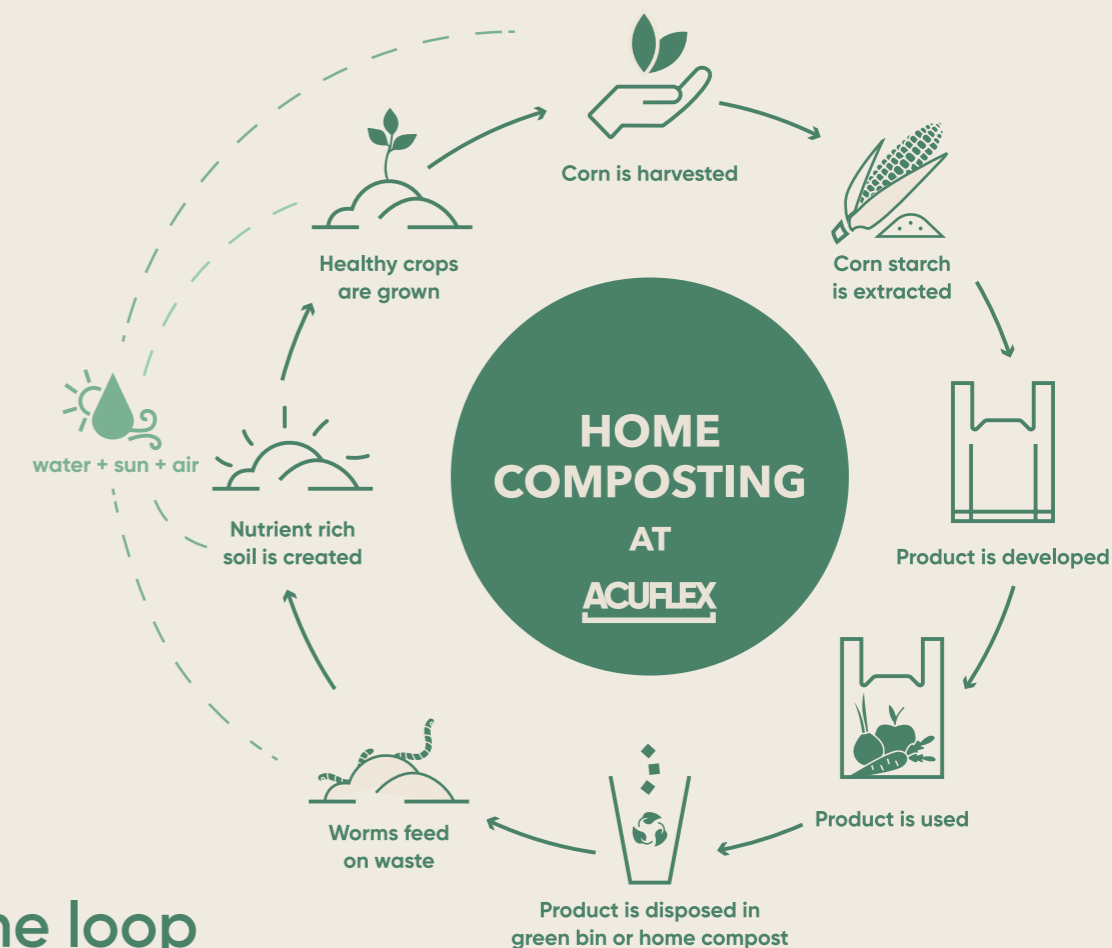 Corn is harvested
Corn starch
is extracted
Product is developed
Product is used
Product is disposed in
green bin or home compost
Worms feed
on waste
Nutrient rich
soil is created
Healthy crops
are grown
water + sun + air
HOME
COMPOSTING
AT
ACUFLEX
loop